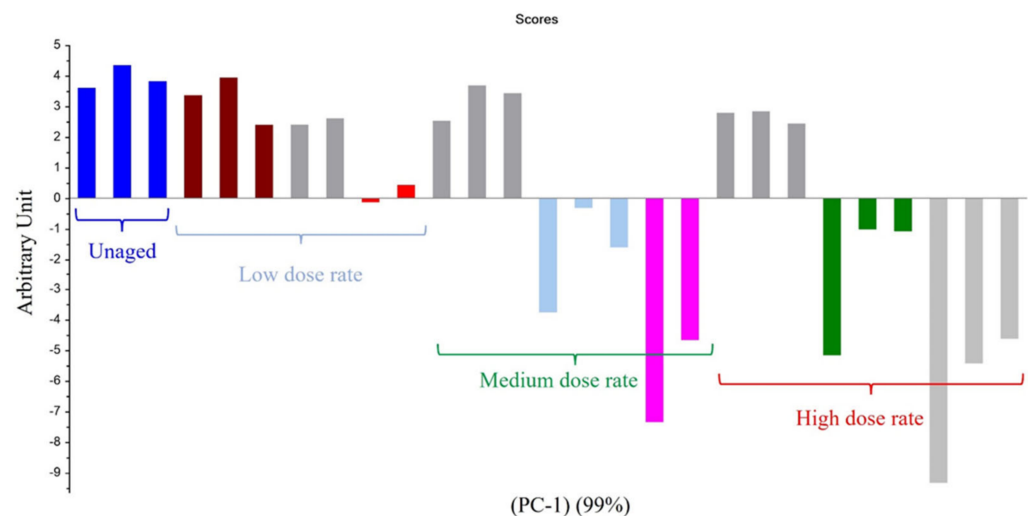 Scores
5
4
3
2
1
0
-1
-2
-3
-4
-5
-6
-7
-8
-9
Arbitrary Unit
Unaged
Low dose rate
Medium dose rate
High dose rate
(PC-1) (99%)